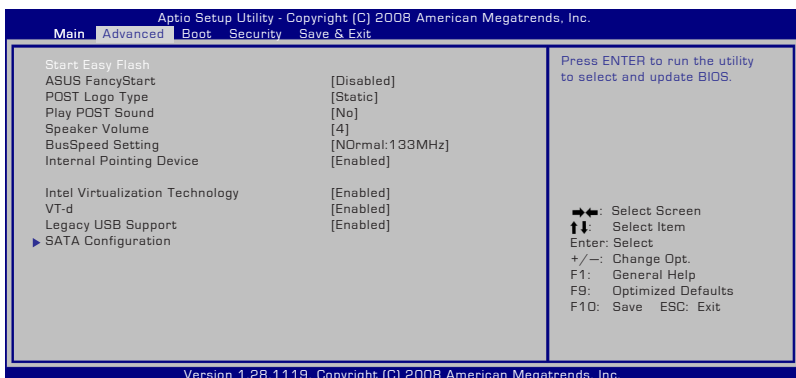 Aptio Setup Utility - Copyright (C) 2008 American Megatrends, Inc.
Main Advanced Boot Security Save & Exit
Start Easy Flash
ASUS FancyStart [Disabled]
POST Logo Type [Static]
Play POST Sound [No]
Speaker Volume [4]
BusSpeed Setting [NOrmal:133MHz]
Internal Pointing Device [Enabled]
Intel Virtualization Technology [Enabled]
VT-d [Enabled]
Legacy USB Support [Enabled]
SATA Configuration
Press ENTER to run the utility
to select and update BIOS.
→←: Select Screen
↑↓: Select Item
Enter: Select
+/—: Change Opt.
F1: General Help
F9: Optimized Defaults
F10: Save ESC: Exit
Version 1.28.1119. Copyright (C) 2008 American Megatrends, Inc.